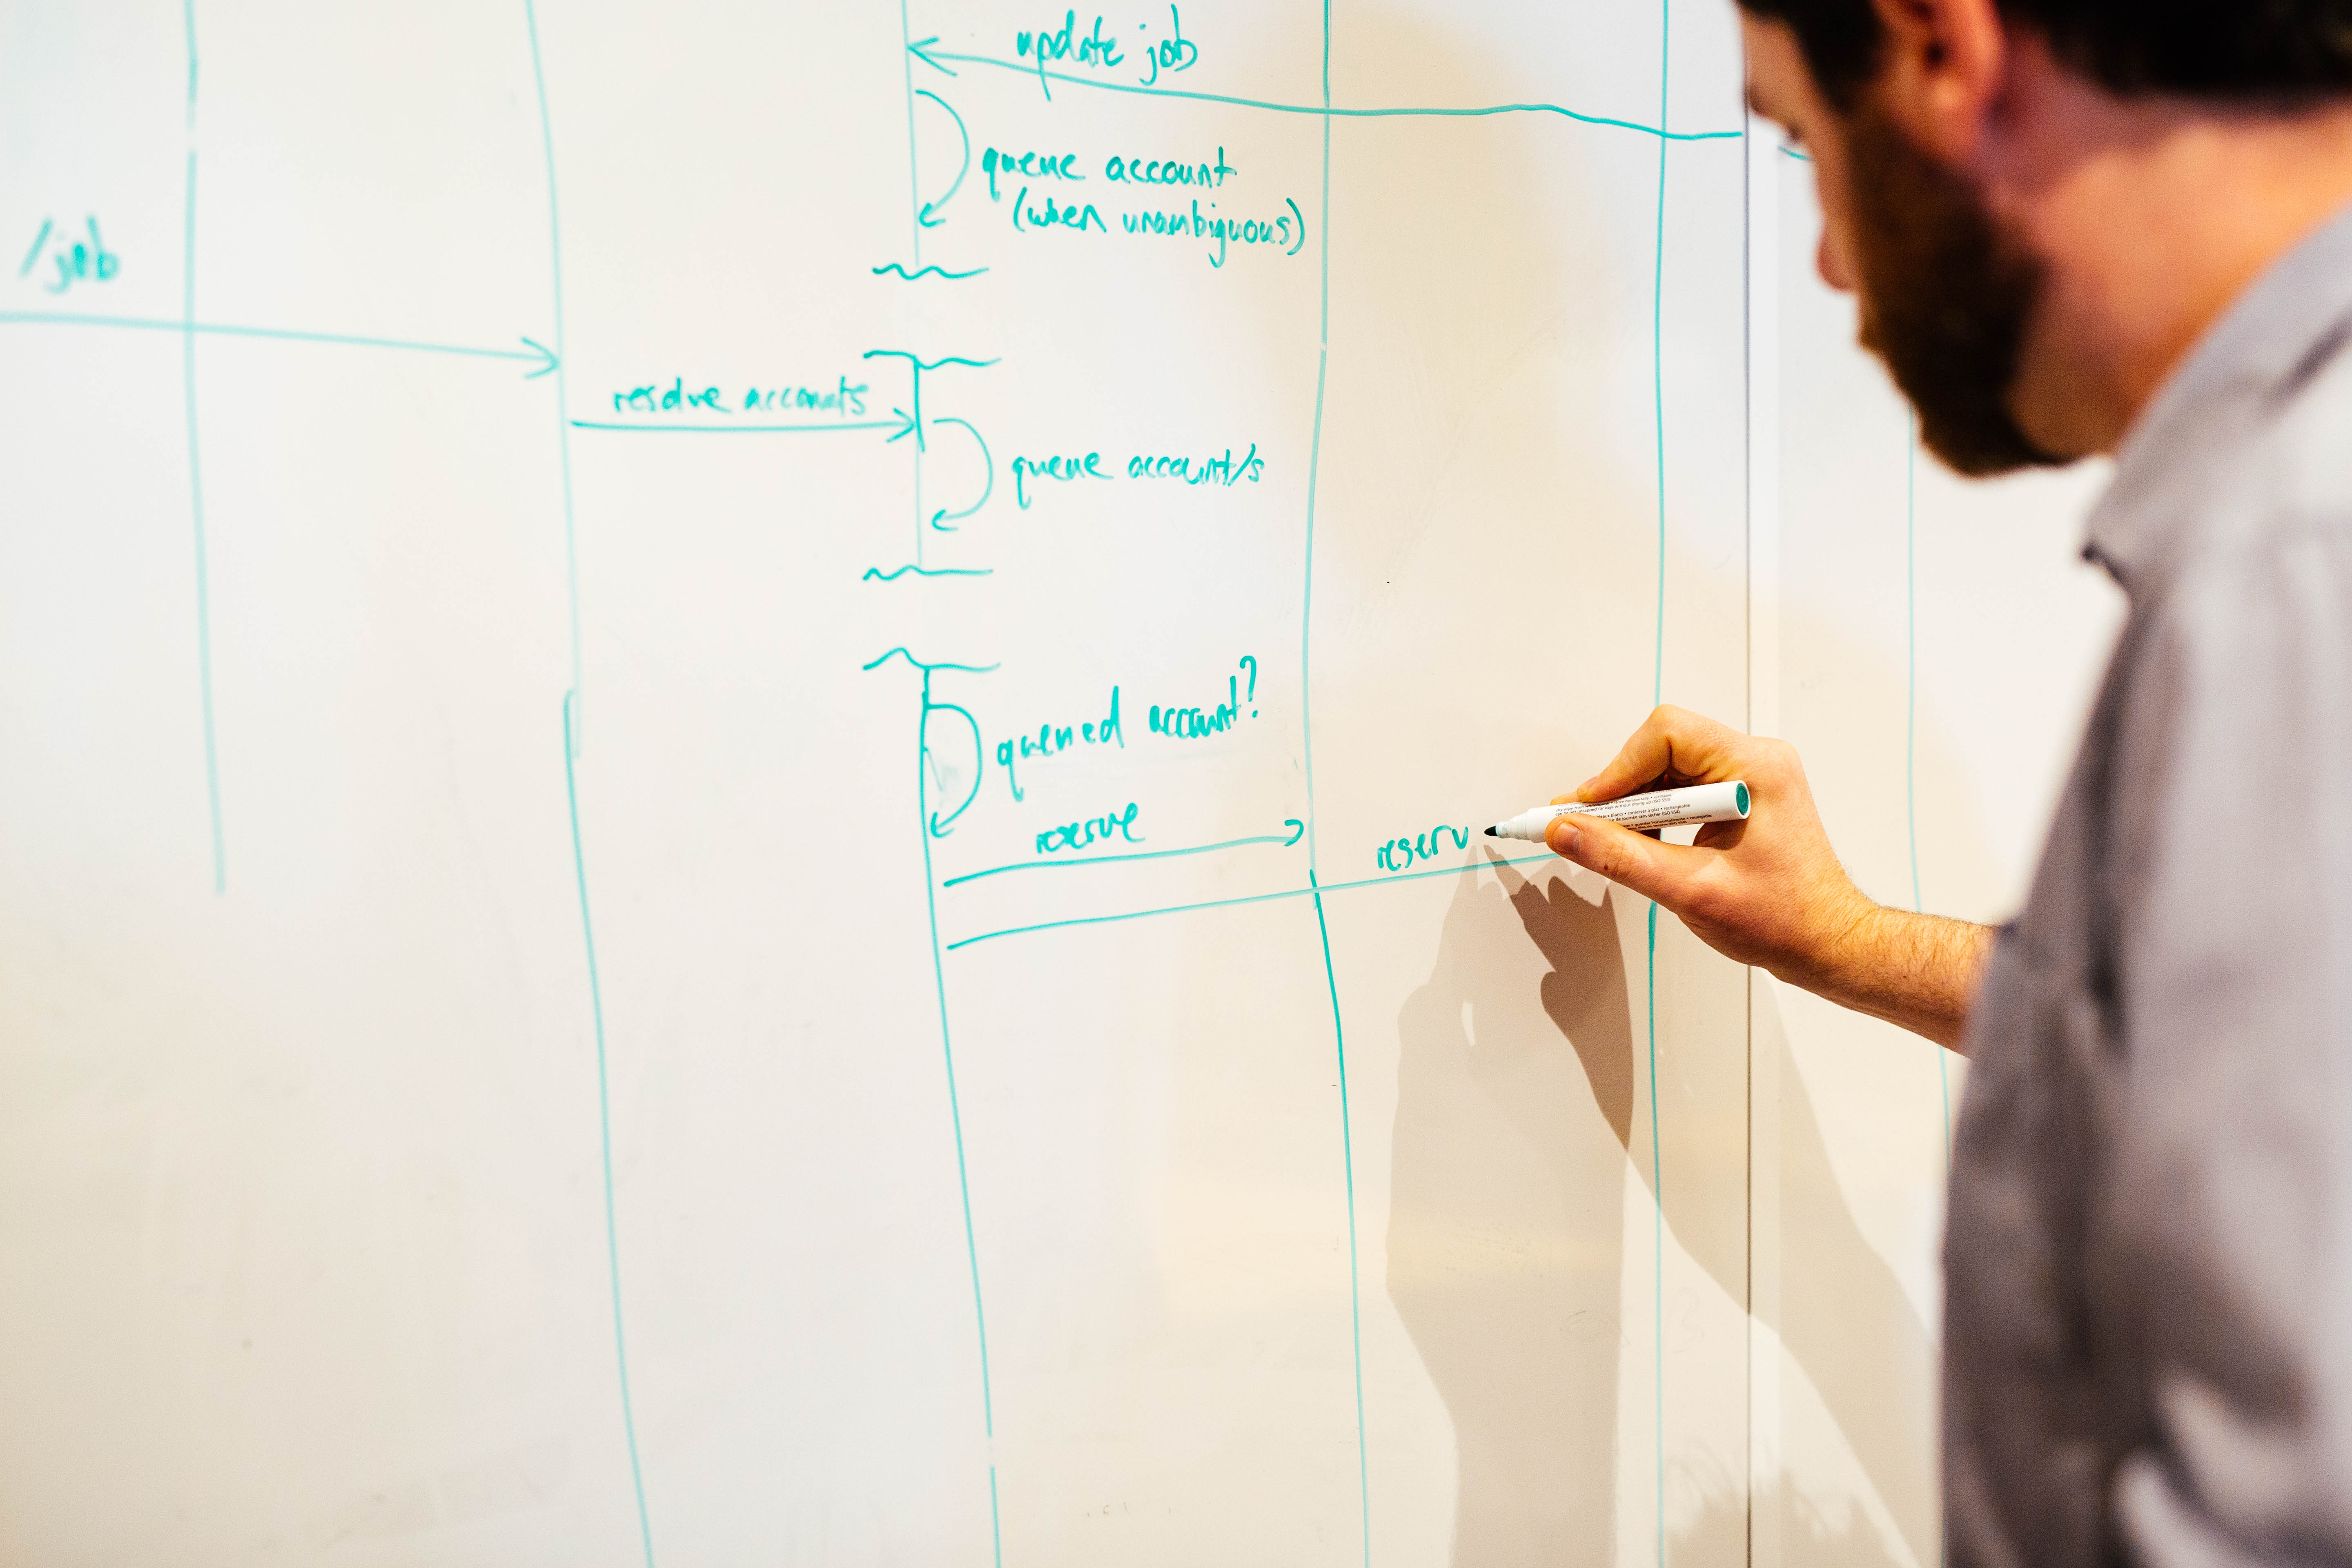 update job
queue account
(when unambiguous)
/job
resolve accounts
queue account/s
queued account?
reserve
reserv